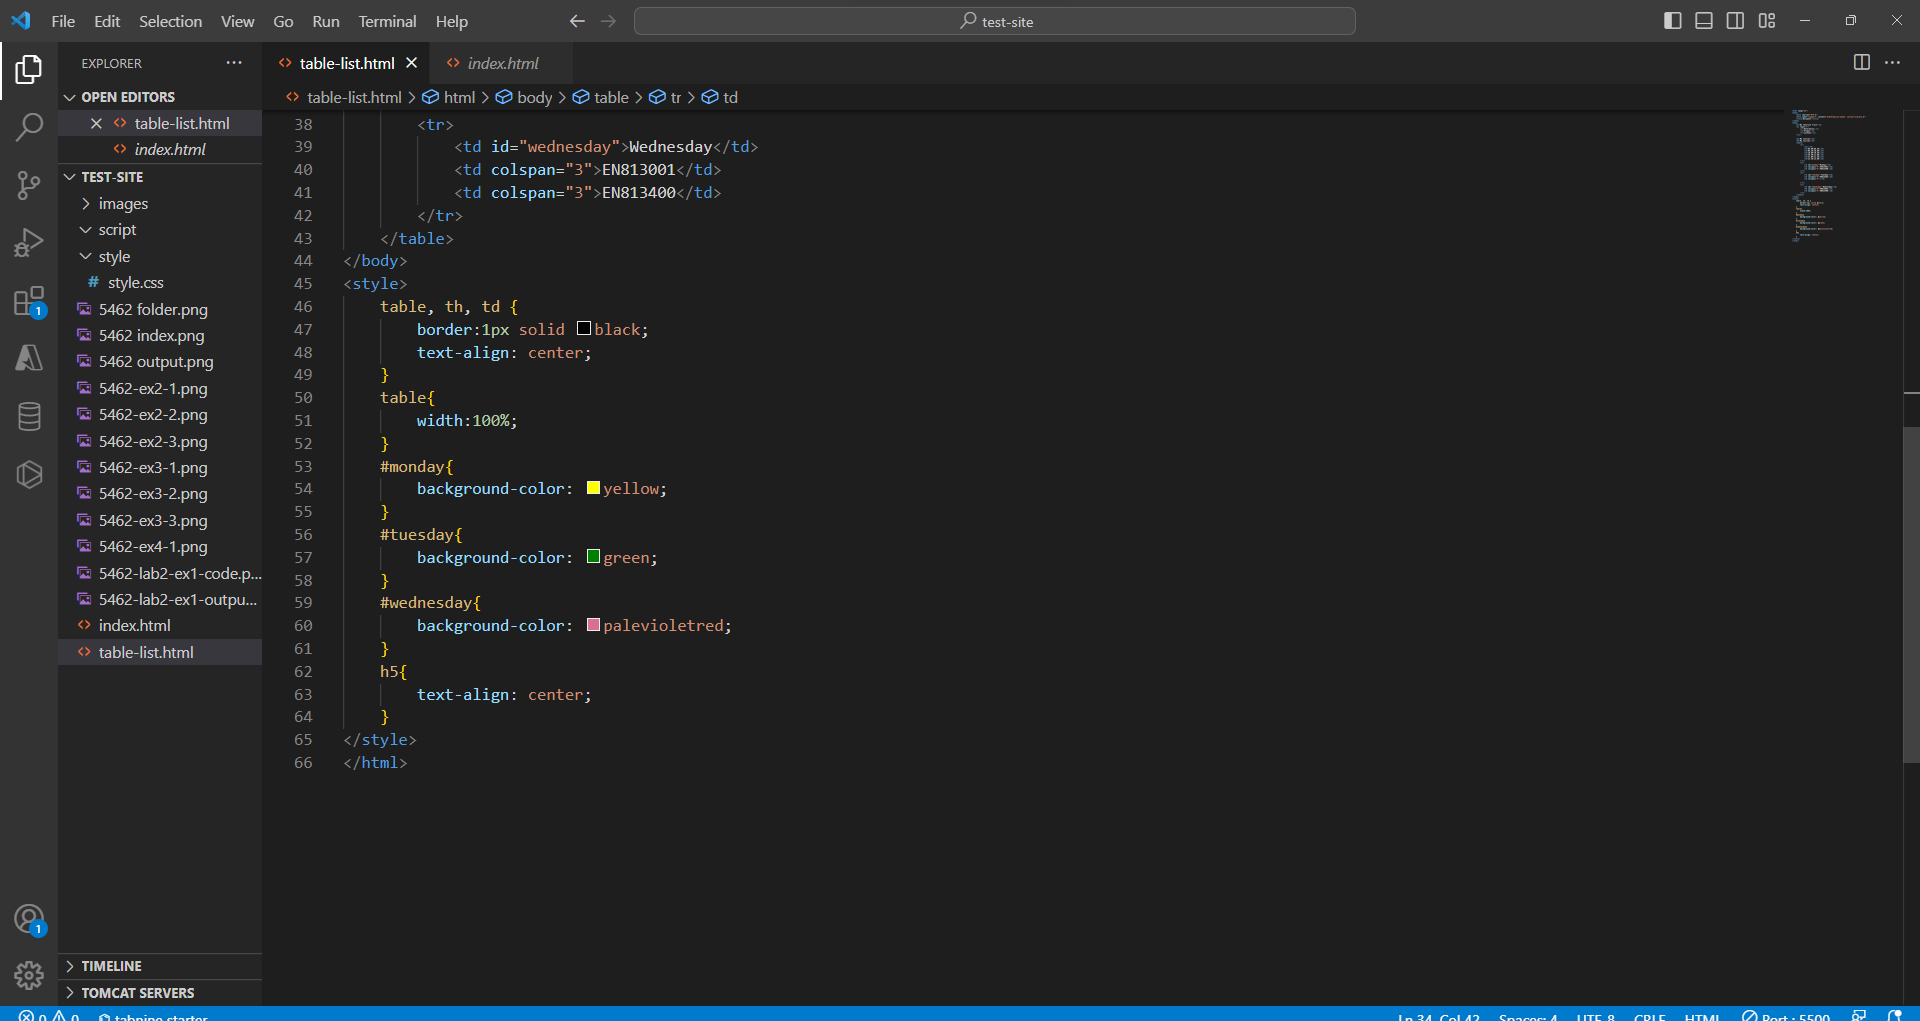 File Edit Selection View Go Run Terminal Help
test-site
EXPLORER
OPEN EDITORS
table-list.html
index.html
TEST-SITE
images
script
style
# style.css
5462 folder.png
5462 index.png
5462 output.png
5462-ex2-1.png
5462-ex2-2.png
5462-ex2-3.png
5462-ex3-1.png
5462-ex3-2.png
5462-ex3-3.png
5462-ex4-1.png
5462-lab2-ex1-code.p...
5462-lab2-ex1-outpu...
index.html
table-list.html
TIMELINE
TOMCAT SERVERS
1
1
table-list.html index.html
table-list.html > html > body > table > tr > td
38 <tr>
39 <td id="wednesday">Wednesday</td>
40 <td colspan="3">EN813001</td>
41 <td colspan="3">EN813400</td>
42 </tr>
43 </table>
44 </body>
45 <style>
46 table, th, td {
47 border:1px solid black;
48 text-align: center;
49 }
50 table{
51 width:100%;
52 }
53 #monday{
54 background-color: yellow;
55 }
56 #tuesday{
57 background-color: green;
58 }
59 #wednesday{
60 background-color: palevioletred;
61 }
62 h5{
63 text-align: center;
64 }
65 </style>
66 </html>
0 0 tabnine starter Ln 34, Col 42 Spaces: 4 UTF-8 CRLF HTML Port : 5500